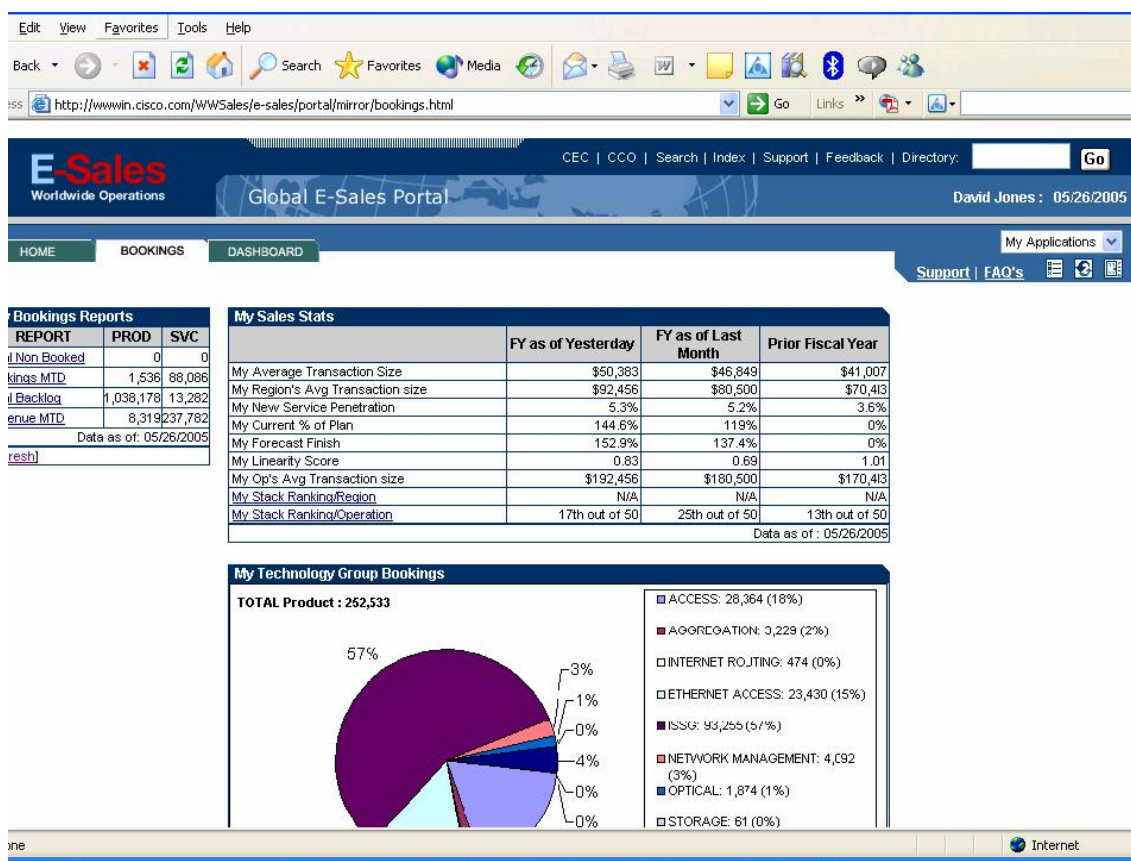 Edit View Favorites Tools Help
Back Search Favorites Media
ess http://wwwin.cisco.com/WWSales/e-sales/portal/mirror/bookings.html Go Links »
CEC | CCO | Search | Index | Support | Feedback | Directory: Go
E-Sales
Worldwide Operations
Global E-Sales Portal
David Jones : 05/26/2005
HOME BOOKINGS DASHBOARD
My Applications
Support | FAQ's
y Bookings Reports
REPORT PROD SVC
l Non Booked 0 0
kings MTD 1,536 88,086
l Backlog 1,038,178 13,282
enue MTD 8,319 237,782
Data as of: 05/26/2005
resh]
My Sales Stats
FY as of Yesterday FY as of Last Month Prior Fiscal Year
My Average Transaction Size $50,383 $46,849 $41,007
My Region's Avg Transaction size $92,456 $80,500 $70,413
My New Service Penetration 5.3% 5.2% 3.6%
My Current % of Plan 144.6% 119% 0%
My Forecast Finish 152.9% 137.4% 0%
My Linearity Score 0.83 0.69 1.01
My Op's Avg Transaction size $192,456 $180,500 $170,413
My Stack Ranking/Region N/A N/A N/A
My Stack Ranking/Operation 17th out of 50 25th out of 50 13th out of 50
Data as of : 05/26/2005
My Technology Group Bookings
TOTAL Product : 252,533
57%
3%
1%
0%
4%
0%
0%
ACCESS: 28,364 (18%)
AGGREGATION: 3,229 (2%)
INTERNET ROUTING: 474 (0%)
ETHERNET ACCESS: 23,430 (15%)
ISSG: 93,255 (57%)
NETWORK MANAGEMENT: 4,092
(3%)
OPTICAL: 1,874 (1%)
STORAGE: 61 (0%)
one Internet